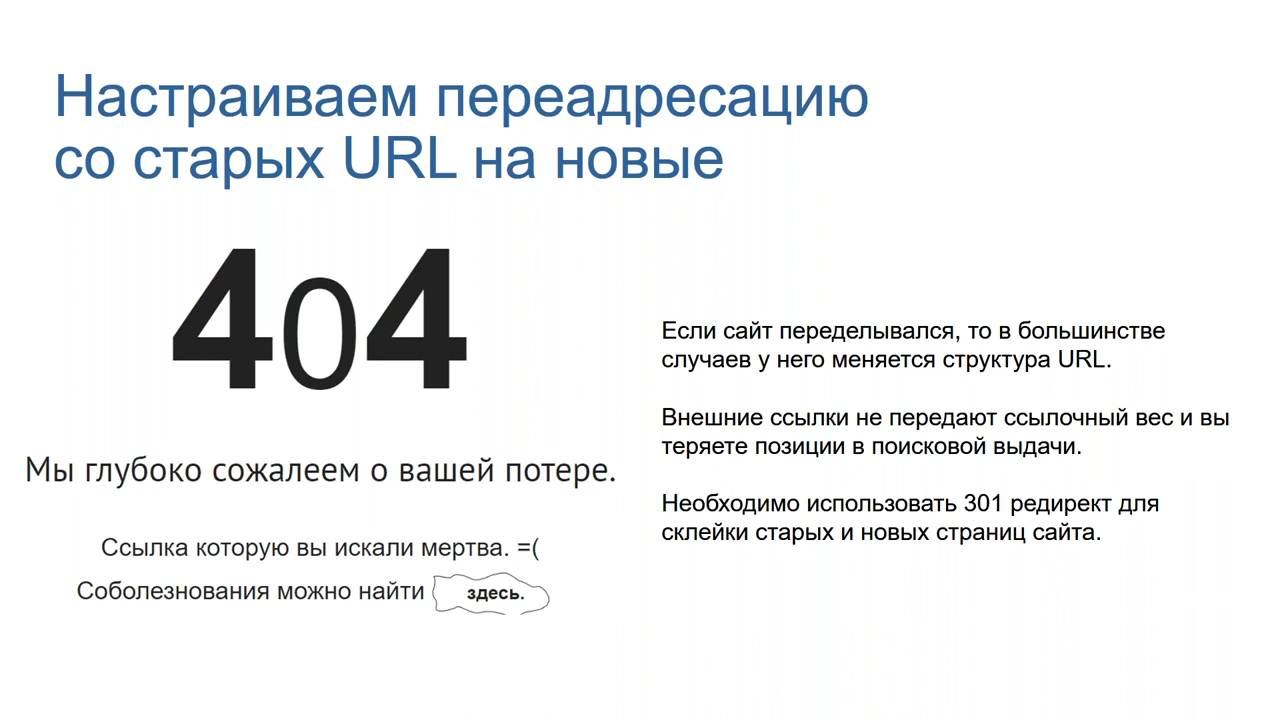 Настраиваем переадресацию
со старых URL на новые
404
Мы глубоко сожалеем о вашей потере.
Ссылка которую вы искали мертва. =(
Соболезнования можно найти здесь.
Если сайт переделывался, то в большинстве
случаев у него меняется структура URL.
Внешние ссылки не передают ссылочный вес и вы
теряете позиции в поисковой выдачи.
Необходимо использовать 301 редирект для
склейки старых и новых страниц сайта.